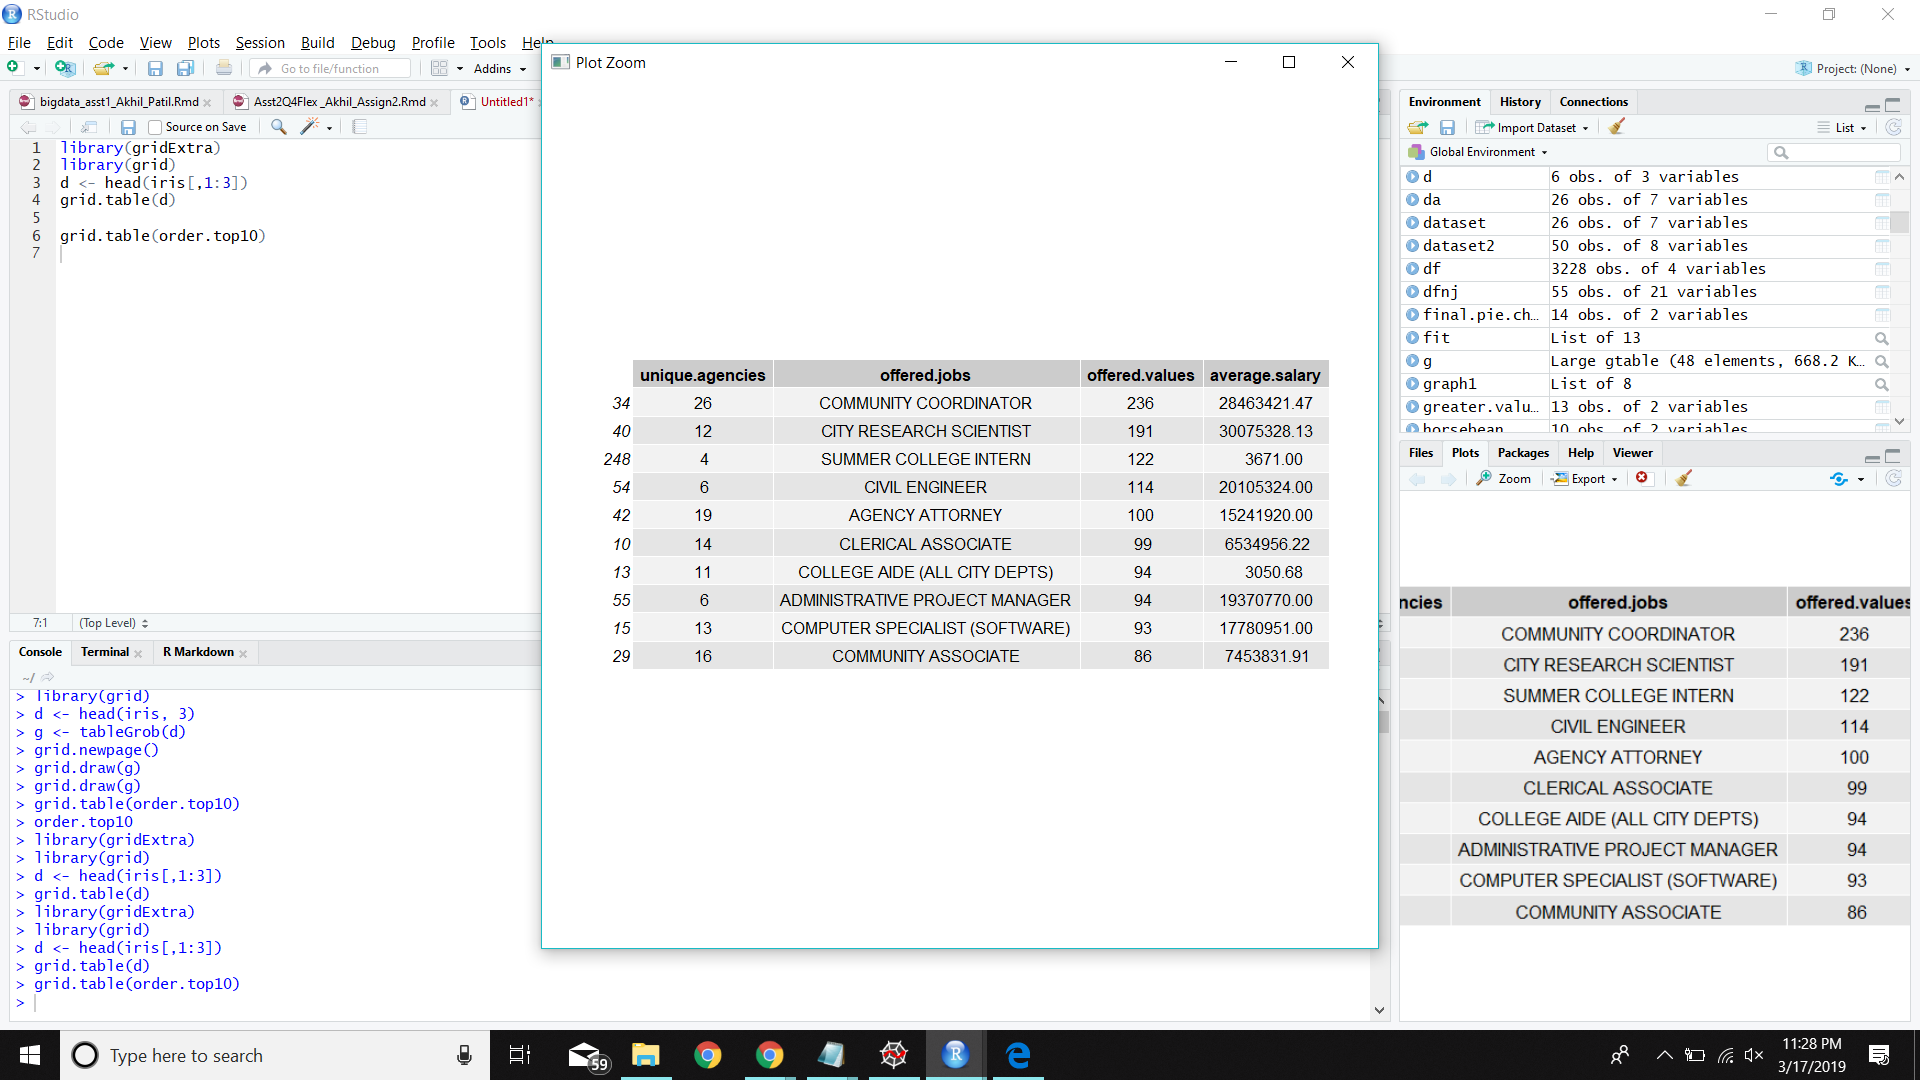 RStudio
File Edit Code View Plots Session Build Debug Profile Tools Help
Go to file/function Addins
Project: (None)
bigdata_asst1_Akhil_Patil.Rmd Asst2Q4Flex _Akhil_Assign2.Rmd Untitled1*
Source on Save
1 library(gridExtra)
2 library(grid)
3 d <- head(iris[,1:3])
4 grid.table(d)
5
6 grid.table(order.top10)
7
7:1 (Top Level)
Console Terminal R Markdown
~/
> library(grid)
> d <- head(iris, 3)
> g <- tableGrob(d)
> grid.newpage()
> grid.draw(g)
> grid.draw(g)
> grid.table(order.top10)
> order.top10
> library(gridExtra)
> library(grid)
> d <- head(iris[,1:3])
> grid.table(d)
> library(gridExtra)
> library(grid)
> d <- head(iris[,1:3])
> grid.table(d)
> grid.table(order.top10)
>
Plot Zoom
unique.agencies offered.jobs offered.values average.salary
34 26 COMMUNITY COORDINATOR 236 28463421.47
40 12 CITY RESEARCH SCIENTIST 191 30075328.13
248 4 SUMMER COLLEGE INTERN 122 3671.00
54 6 CIVIL ENGINEER 114 20105324.00
42 19 AGENCY ATTORNEY 100 15241920.00
10 14 CLERICAL ASSOCIATE 99 6534956.22
13 11 COLLEGE AIDE (ALL CITY DEPTS) 94 3050.68
55 6 ADMINISTRATIVE PROJECT MANAGER 94 19370770.00
15 13 COMPUTER SPECIALIST (SOFTWARE) 93 17780951.00
29 16 COMMUNITY ASSOCIATE 86 7453831.91
Environment History Connections
Import Dataset List
Global Environment
d 6 obs. of 3 variables
da 26 obs. of 7 variables
dataset 26 obs. of 7 variables
dataset2 50 obs. of 8 variables
df 3228 obs. of 4 variables
dfnj 55 obs. of 21 variables
final.pie.ch… 14 obs. of 2 variables
fit List of 13
g Large gtable (48 elements, 668.2 K…
graph1 List of 8
greater.valu… 13 obs. of 2 variables
horsebean 10 obs. of 2 variables
Files Plots Packages Help Viewer
Zoom Export
ncies offered.jobs offered.values
COMMUNITY COORDINATOR 236
CITY RESEARCH SCIENTIST 191
SUMMER COLLEGE INTERN 122
CIVIL ENGINEER 114
AGENCY ATTORNEY 100
CLERICAL ASSOCIATE 99
COLLEGE AIDE (ALL CITY DEPTS) 94
ADMINISTRATIVE PROJECT MANAGER 94
COMPUTER SPECIALIST (SOFTWARE) 93
COMMUNITY ASSOCIATE 86
Type here to search
59
11:28 PM
3/17/2019